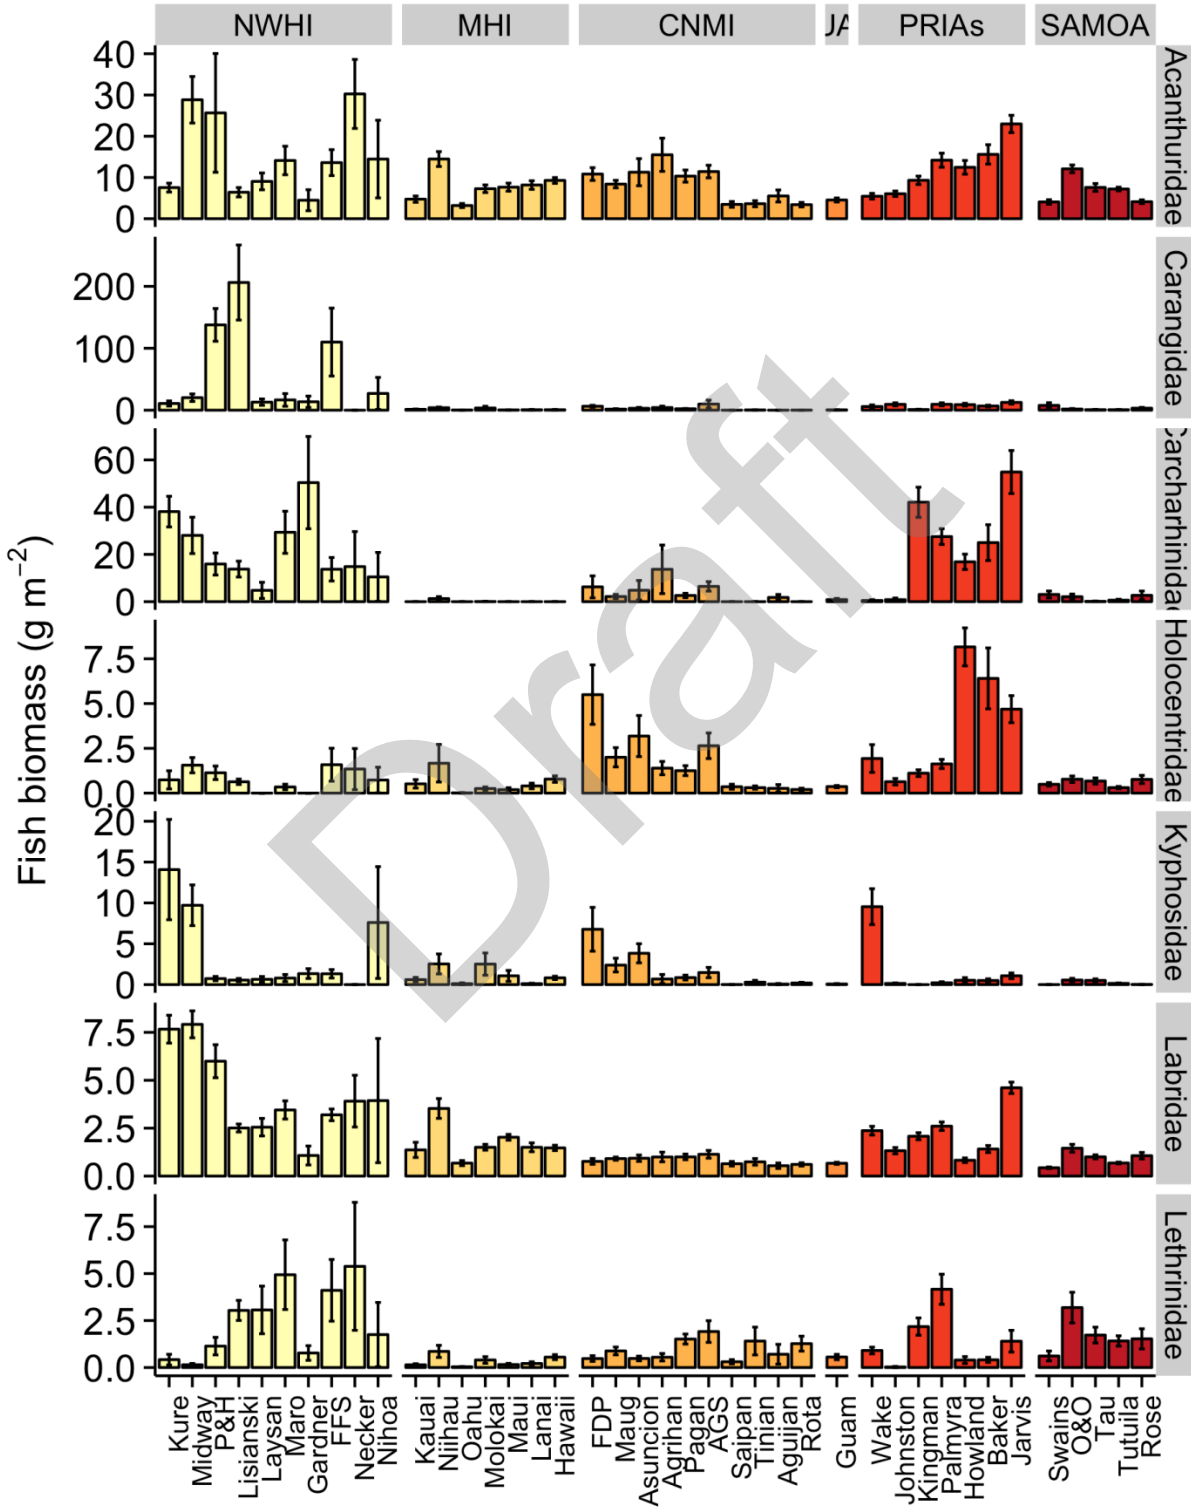 NWHI MHI CNMI UA PRIAs SAMOA
Fish biomass (g m⁻²)
40
30
20
10
0
Acanthuridae
200
100
0
Carangidae
60
40
20
0
Carcharhinidae
7.5
5.0
2.5
0.0
Holocentridae
20
15
10
5
0
Kyphosidae
7.5
5.0
2.5
0.0
Labridae
7.5
5.0
2.5
0.0
Lethrinidae
Draft
Kure
Midway
P&H
Lisianski
Laysan
Maro
Gardner
FFS
Necker
Nihoa
Kauai
Niihau
Oahu
Molokai
Maui
Lanai
Hawaii
FDP
Maug
Asuncion
Agrihan
Pagan
AGS
Saipan
Tinian
Aguijan
Rota
Guam
Wake
Johnston
Kingman
Palmyra
Howland
Baker
Jarvis
Swains
O&O
Tau
Tutuila
Rose